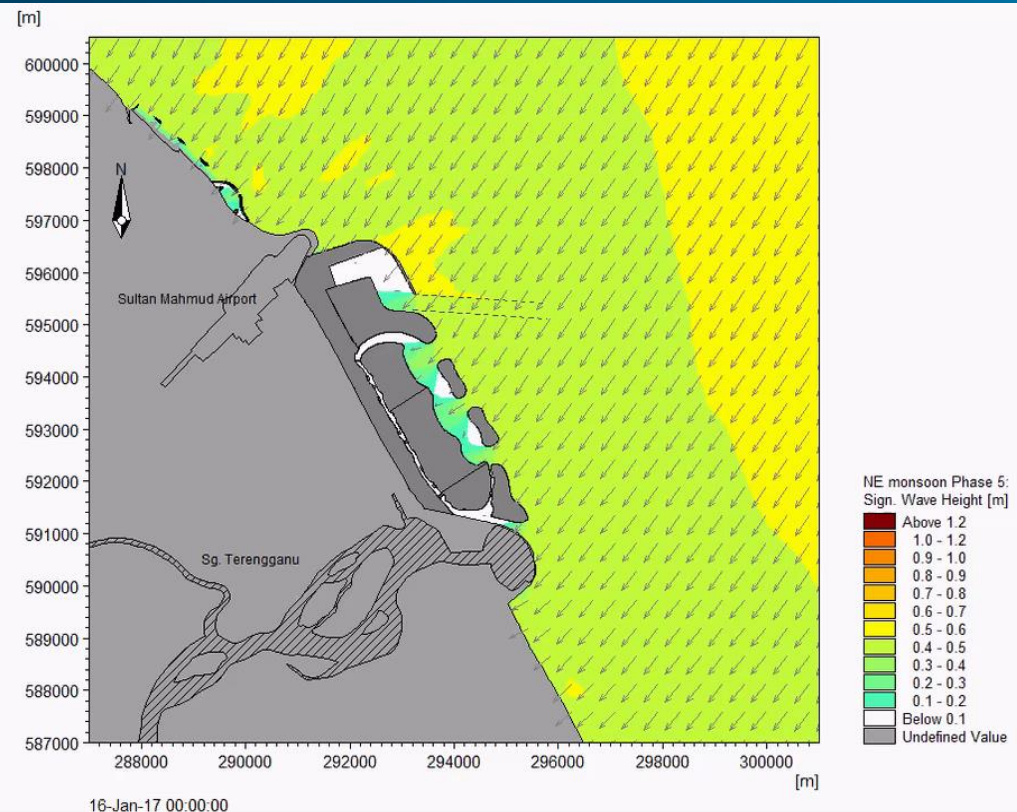 [m]
600000
599000
598000
597000
596000
595000
594000
593000
592000
591000
590000
589000
588000
587000
N
Sultan Mahmud Airport
Sg. Terengganu
288000 290000 292000 294000 296000 298000 300000
[m]
16-Jan-17 00:00:00
NE monsoon Phase 5:
Sign. Wave Height [m]
Above 1.2
1.0 - 1.2
0.9 - 1.0
0.8 - 0.9
0.7 - 0.8
0.6 - 0.7
0.5 - 0.6
0.4 - 0.5
0.3 - 0.4
0.2 - 0.3
0.1 - 0.2
Below 0.1
Undefined Value